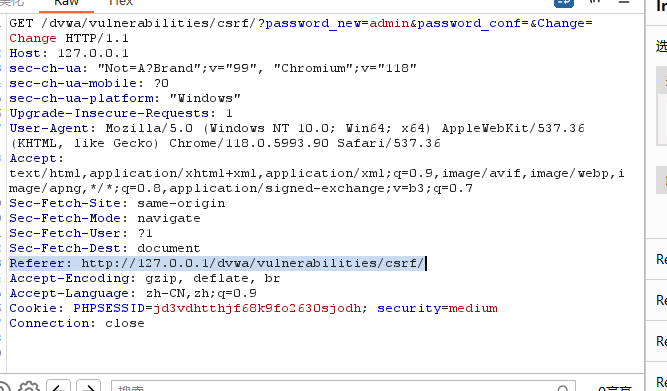 Raw
Hex
GET /dvwa/vulnerabilities/csrf/?password_new=admin&password_conf=&Change=
Change HTTP/1.1
Host: 127.0.0.1
sec-ch-ua: "Not=A?Brand";v="99", "Chromium";v="118"
sec-ch-ua-mobile: ?0
sec-ch-ua-platform: "Windows"
Upgrade-Insecure-Requests: 1
User-Agent: Mozilla/5.0 (Windows NT 10.0; Win64; x64) AppleWebKit/537.36
(KHTML, like Gecko) Chrome/118.0.5993.90 Safari/537.36
Accept:
text/html,application/xhtml+xml,application/xml;q=0.9,image/avif,image/webp,i
mage/apng,*/*;q=0.8,application/signed-exchange;v=b3;q=0.7
Sec-Fetch-Site: same-origin
Sec-Fetch-Mode: navigate
Sec-Fetch-User: ?1
Sec-Fetch-Dest: document
Referer: http://127.0.0.1/dvwa/vulnerabilities/csrf/
Accept-Encoding: gzip, deflate, br
Accept-Language: zh-CN,zh;q=0.9
Cookie: PHPSESSID=jd3vdhtthjf68k9fo2630sjodh; security=medium
Connection: close
搜索
In
选
Re
Re
Re
Re